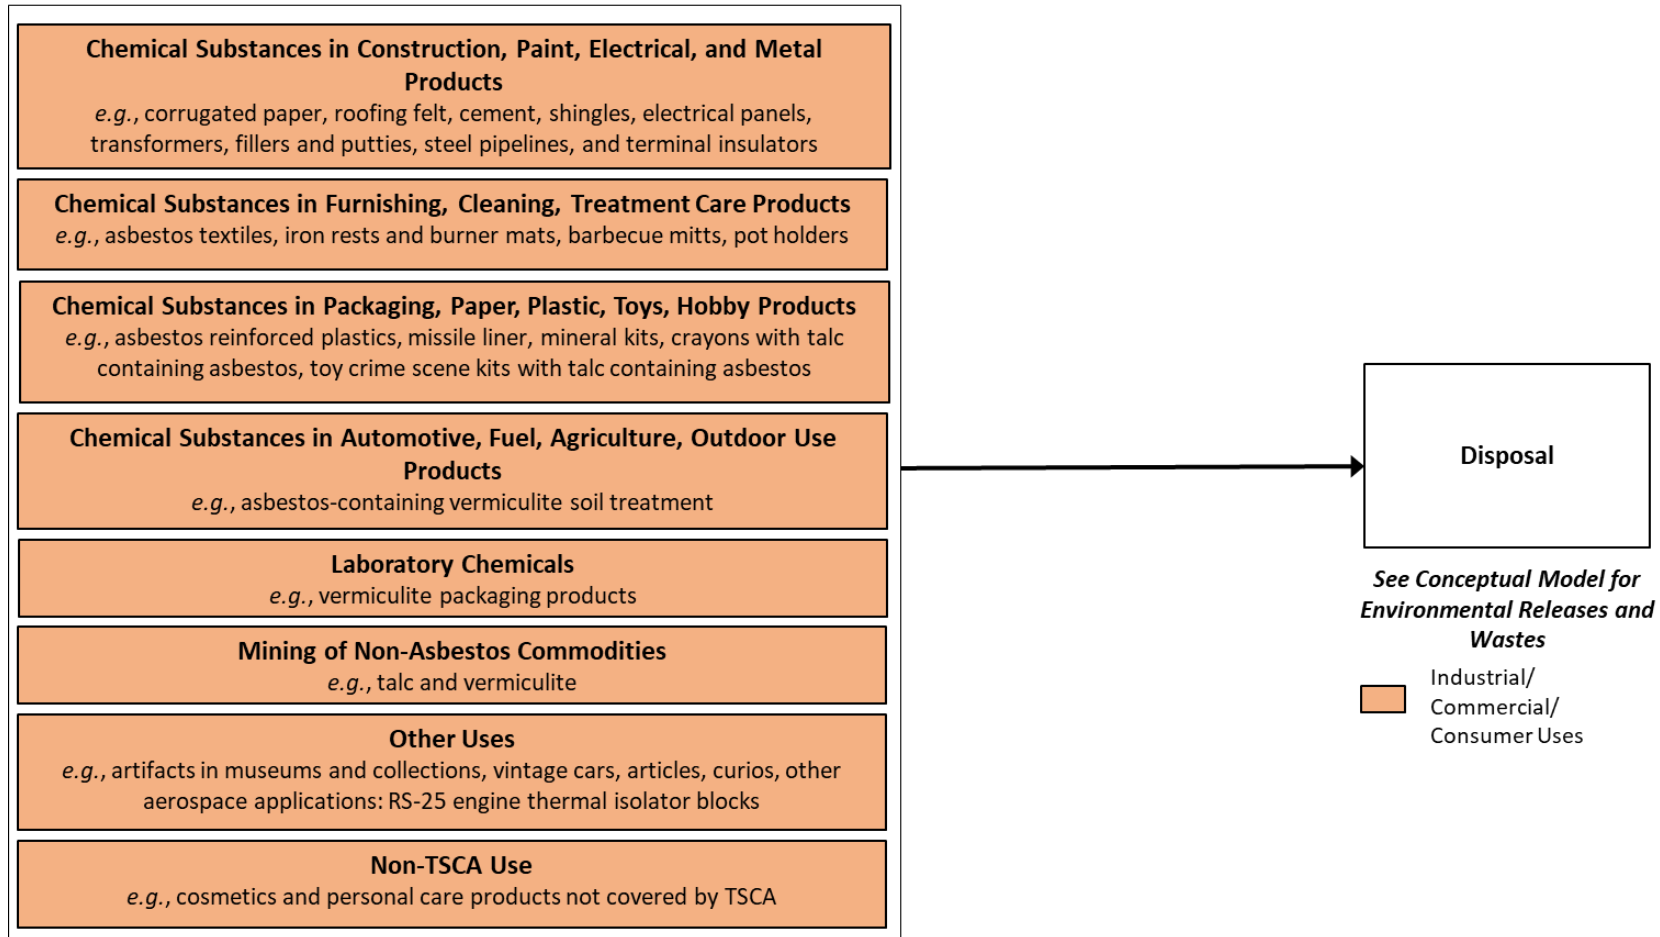 Chemical Substances in Construction, Paint, Electrical, and Metal
Products
e.g., corrugated paper, roofing felt, cement, shingles, electrical panels,
transformers, fillers and putties, steel pipelines, and terminal insulators
Chemical Substances in Furnishing, Cleaning, Treatment Care Products
e.g., asbestos textiles, iron rests and burner mats, barbecue mitts, pot holders
Chemical Substances in Packaging, Paper, Plastic, Toys, Hobby Products
e.g., asbestos reinforced plastics, missile liner, mineral kits, crayons with talc
containing asbestos, toy crime scene kits with talc containing asbestos
Chemical Substances in Automotive, Fuel, Agriculture, Outdoor Use
Products
e.g., asbestos-containing vermiculite soil treatment
Laboratory Chemicals
e.g., vermiculite packaging products
Mining of Non-Asbestos Commodities
e.g., talc and vermiculite
Other Uses
e.g., artifacts in museums and collections, vintage cars, articles, curios, other
aerospace applications: RS-25 engine thermal isolator blocks
Non-TSCA Use
e.g., cosmetics and personal care products not covered by TSCA
Disposal
See Conceptual Model for
Environmental Releases and
Wastes
Industrial/
Commercial/
Consumer Uses